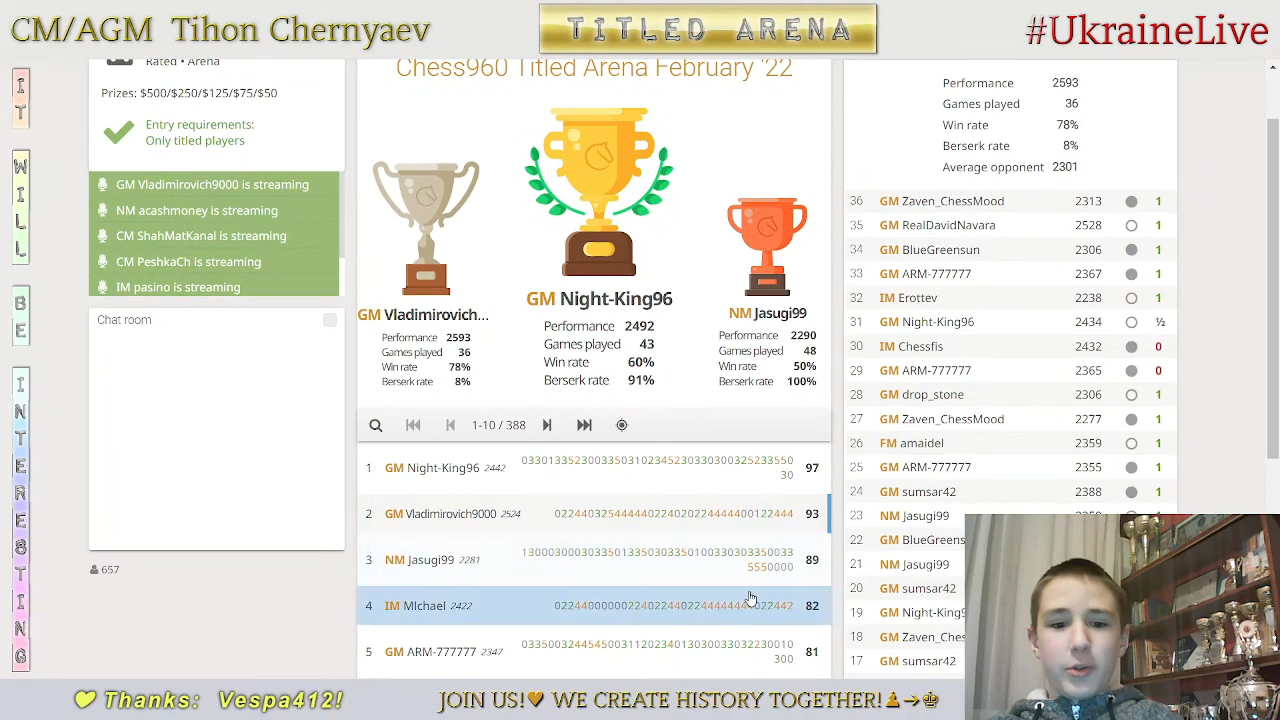 CM/AGM Tihon Chernyaev
TITLED ARENA
#UkraineLive
IT
WILL
BE
INTERESTING
Rated • Arena
Prizes: $500/$250/$125/$75/$50
Entry requirements:
Only titled players
GM Vladimirovich9000 is streaming
NM acashmoney is streaming
CM ShahMatKanal is streaming
CM PeshkaCh is streaming
IM pasino is streaming
Chat room
657
Chess960 Titled Arena February '22
GM Vladimirovich...
Performance 2593
Games played 36
Win rate 78%
Berserk rate 8%
GM Night-King96
Performance 2492
Games played 43
Win rate 60%
Berserk rate 91%
NM Jasugi99
Performance 2290
Games played 48
Win rate 50%
Berserk rate 100%
1-10 / 388
1 GM Night-King96 2442 0330133523003350310234523033030032523355030 97
2 GM Vladimirovich9000 2524 022440325444440224020224444400122444 93
3 NM Jasugi99 2281 89
4 IM MIchael 2422 82
5 GM ARM-777777 2347 81
Performance 2593
Games played 36
Win rate 78%
Berserk rate 8%
Average opponent 2301
36 GM Zaven_ChessMood 2313 1
35 GM RealDavidNavara 2528 1
34 GM BlueGreensun 2306 1
33 GM ARM-777777 2367 1
32 IM Erottev 2238 1
31 GM Night-King96 2434 ½
30 IM Chessfis 2432 0
29 GM ARM-777777 2365 0
28 GM drop_stone 2306 1
27 GM Zaven_ChessMood 2277 1
26 FM amaidel 2359 1
25 GM ARM-777777 2355 1
24 GM sumsar42 2388 1
23 NM Jasugi99
22 GM BlueGreens
21 NM Jasugi99
20 GM sumsar42
19 GM Night-King9
18 GM Zaven_Ches
17 GM sumsar42
Thanks: Vespa412!
JOIN US! WE CREATE HISTORY TOGETHER!